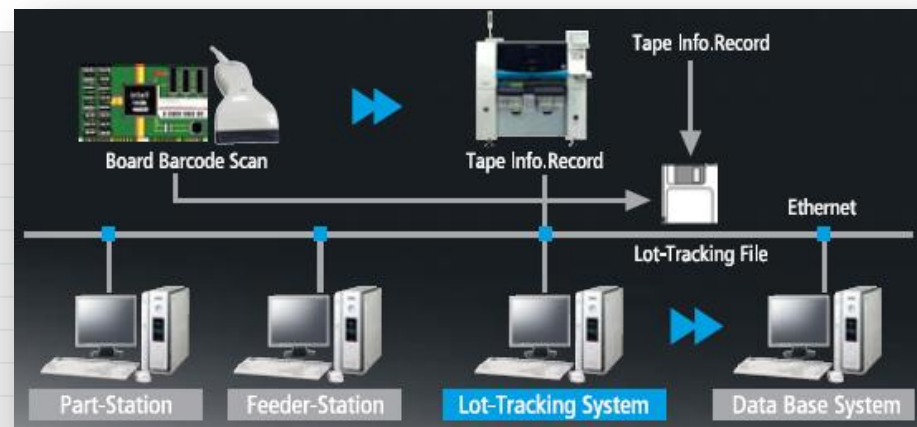 Tape Info.Record
Board Barcode Scan
Tape Info.Record
Ethernet
Lot-Tracking File
Part-Station
Feeder-Station
Lot-Tracking System
Data Base System